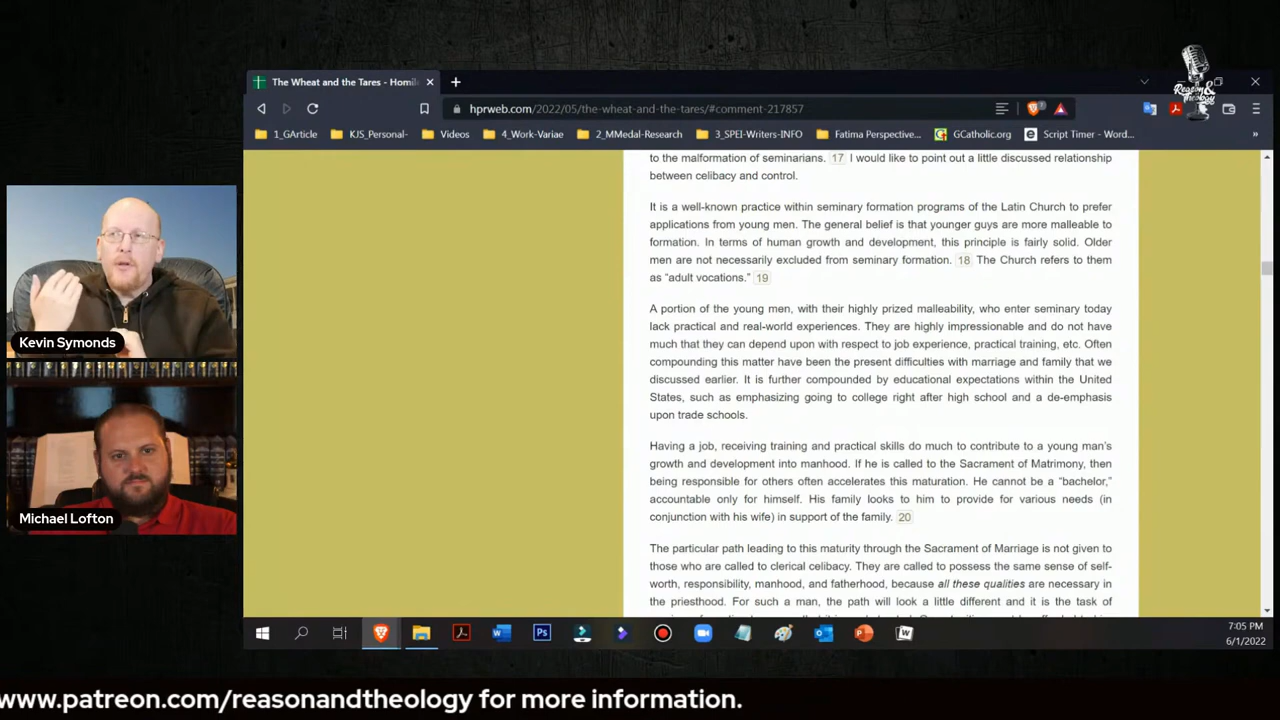 Reason &
Theology
The Wheat and the Tares - Homil
hprweb.com/2022/05/the-wheat-and-the-tares/#comment-217857
1_GArticle KJS_Personal- Videos 4_Work-Variae 2_MMedal-Research 3_SPEI-Writers-INFO Fatima Perspective... GCatholic.org Script Timer - Word... »
to the malformation of seminarians. 17 I would like to point out a little discussed relationship
between celibacy and control.
It is a well-known practice within seminary formation programs of the Latin Church to prefer
applications from young men. The general belief is that younger guys are more malleable to
formation. In terms of human growth and development, this principle is fairly solid. Older
men are not necessarily excluded from seminary formation. 18 The Church refers to them
as “adult vocations.” 19
A portion of the young men, with their highly prized malleability, who enter seminary today
lack practical and real-world experiences. They are highly impressionable and do not have
much that they can depend upon with respect to job experience, practical training, etc. Often
compounding this matter have been the present difficulties with marriage and family that we
discussed earlier. It is further compounded by educational expectations within the United
States, such as emphasizing going to college right after high school and a de-emphasis
upon trade schools.
Having a job, receiving training and practical skills do much to contribute to a young man’s
growth and development into manhood. If he is called to the Sacrament of Matrimony, then
being responsible for others often accelerates this maturation. He cannot be a “bachelor,”
accountable only for himself. His family looks to him to provide for various needs (in
conjunction with his wife) in support of the family. 20
The particular path leading to this maturity through the Sacrament of Marriage is not given to
those who are called to clerical celibacy. They are called to possess the same sense of self-
worth, responsibility, manhood, and fatherhood, because all these qualities are necessary in
the priesthood. For such a man, the path will look a little different and it is the task of
Kevin Symonds
Michael Lofton
7:05 PM
6/1/2022
www.patreon.com/reasonandtheology for more information.